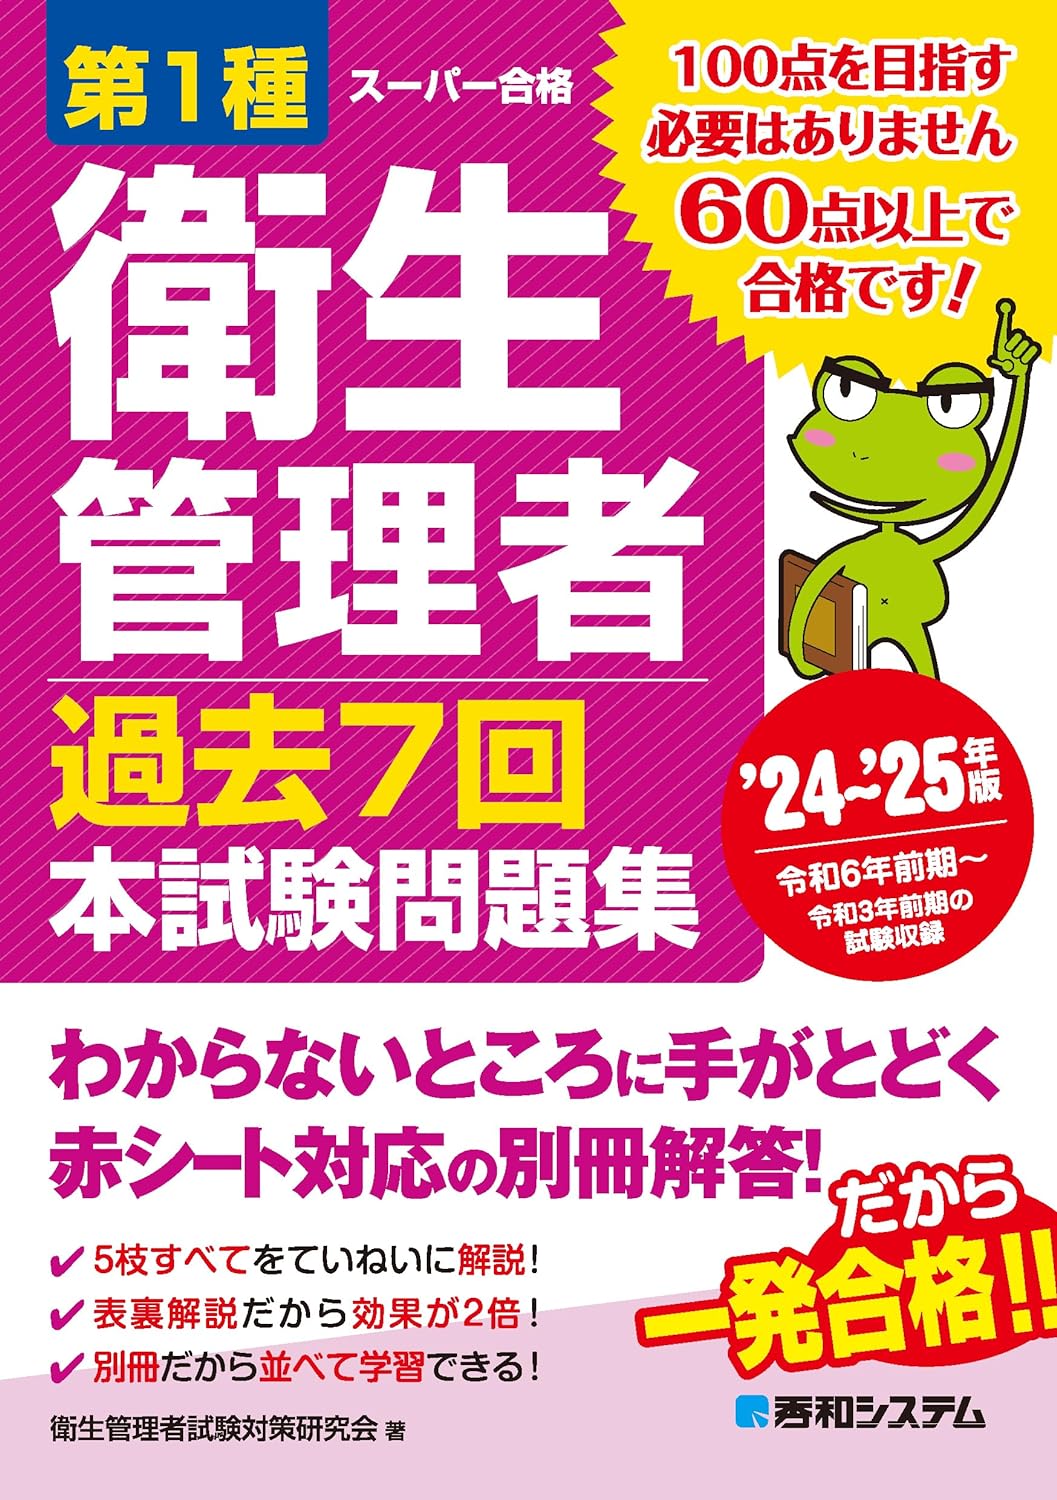 第1種
スーパー合格
100点を目指す
必要はありません
60点以上で
合格です!
衛生
管理者
過去7回
本試験問題集
'24〜'25年版
令和6年前期〜
令和3年前期の
試験収録
わからないところに手がとどく
赤シート対応の別冊解答!
✔5枝すべてをていねいに解説!
✔表裏解説だから効果が2倍!
✔別冊だから並べて学習できる!
だから
一発合格!!
衛生管理者試験対策研究会 著
秀和システム